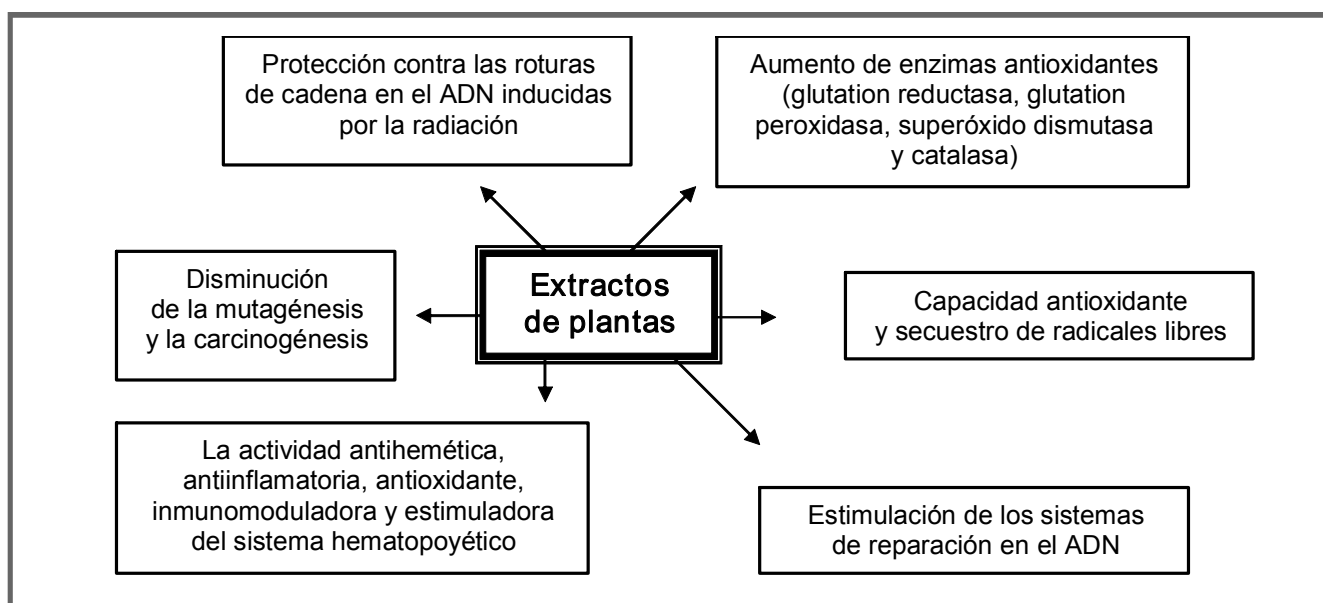 Protección contra las roturas
de cadena en el ADN inducidas
por la radiación
Aumento de enzimas antioxidantes
(glutation reductasa, glutation
peroxidasa, superóxido dismutasa
y catalasa)
Disminución
de la mutagénesis
y la carcinogénesis
Extractos
de plantas
Capacidad antioxidante
y secuestro de radicales libres
La actividad antihemética,
antiinflamatoria, antioxidante,
inmunomoduladora y estimuladora
del sistema hematopoyético
Estimulación de los sistemas
de reparación en el ADN